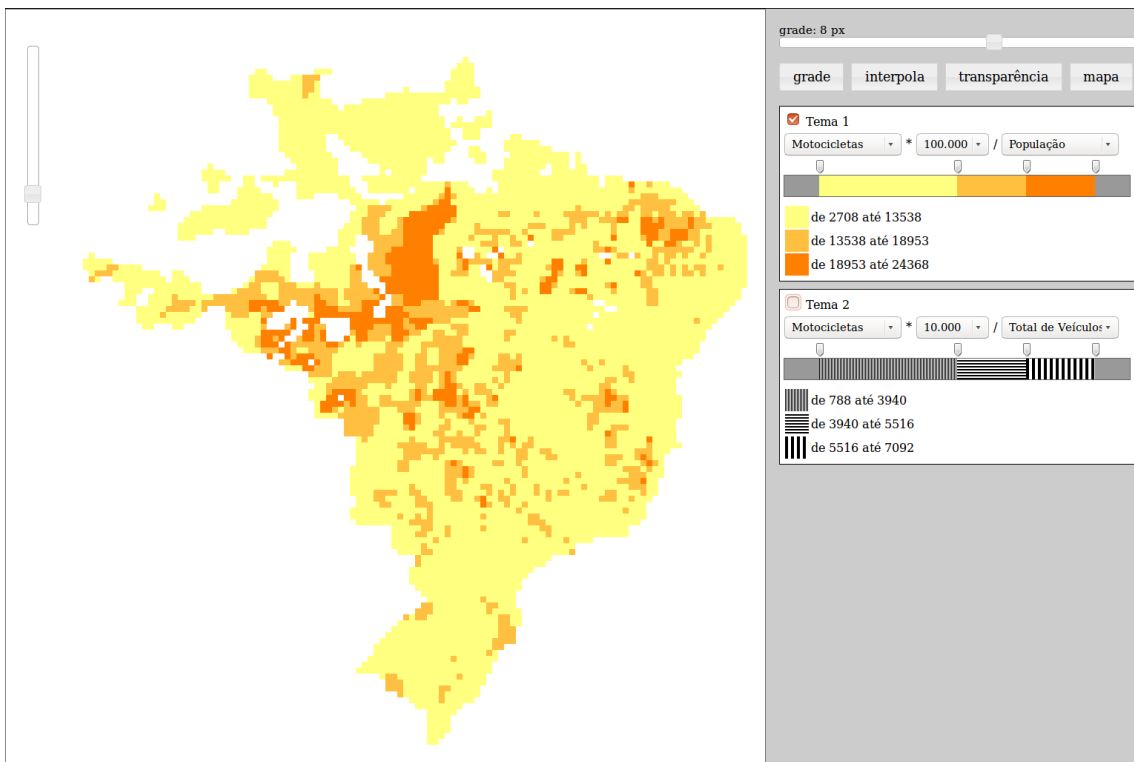 grade: 8 px
grade interpola transparência mapa
Tema 1
Motocicletas * 100.000 / População
de 2708 até 13538
de 13538 até 18953
de 18953 até 24368
Tema 2
Motocicletas * 10.000 / Total de Veículos
de 788 até 3940
de 3940 até 5516
de 5516 até 7092